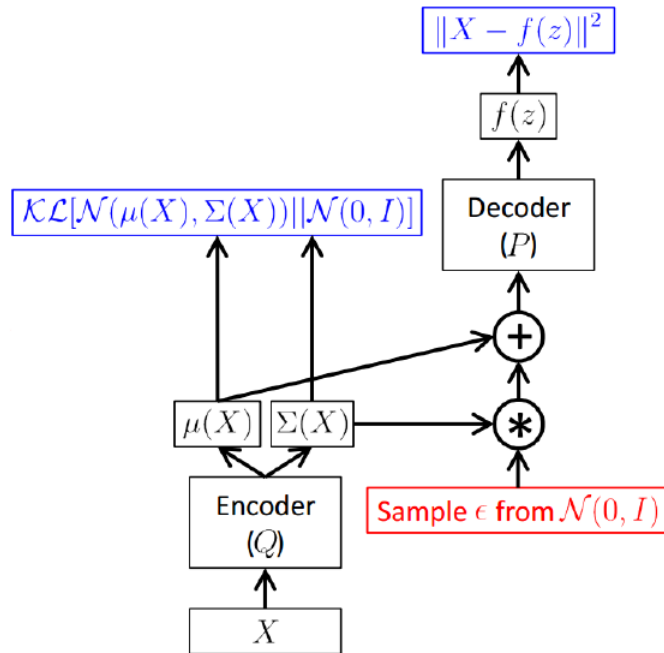 ‖X − f(z)‖²
f(z)
𝒦ℒ[𝒩(μ(X), Σ(X))||𝒩(0, I)]
Decoder
(P)
+
μ(X)
Σ(X)
*
Encoder
(Q)
Sample ϵ from 𝒩(0, I)
X